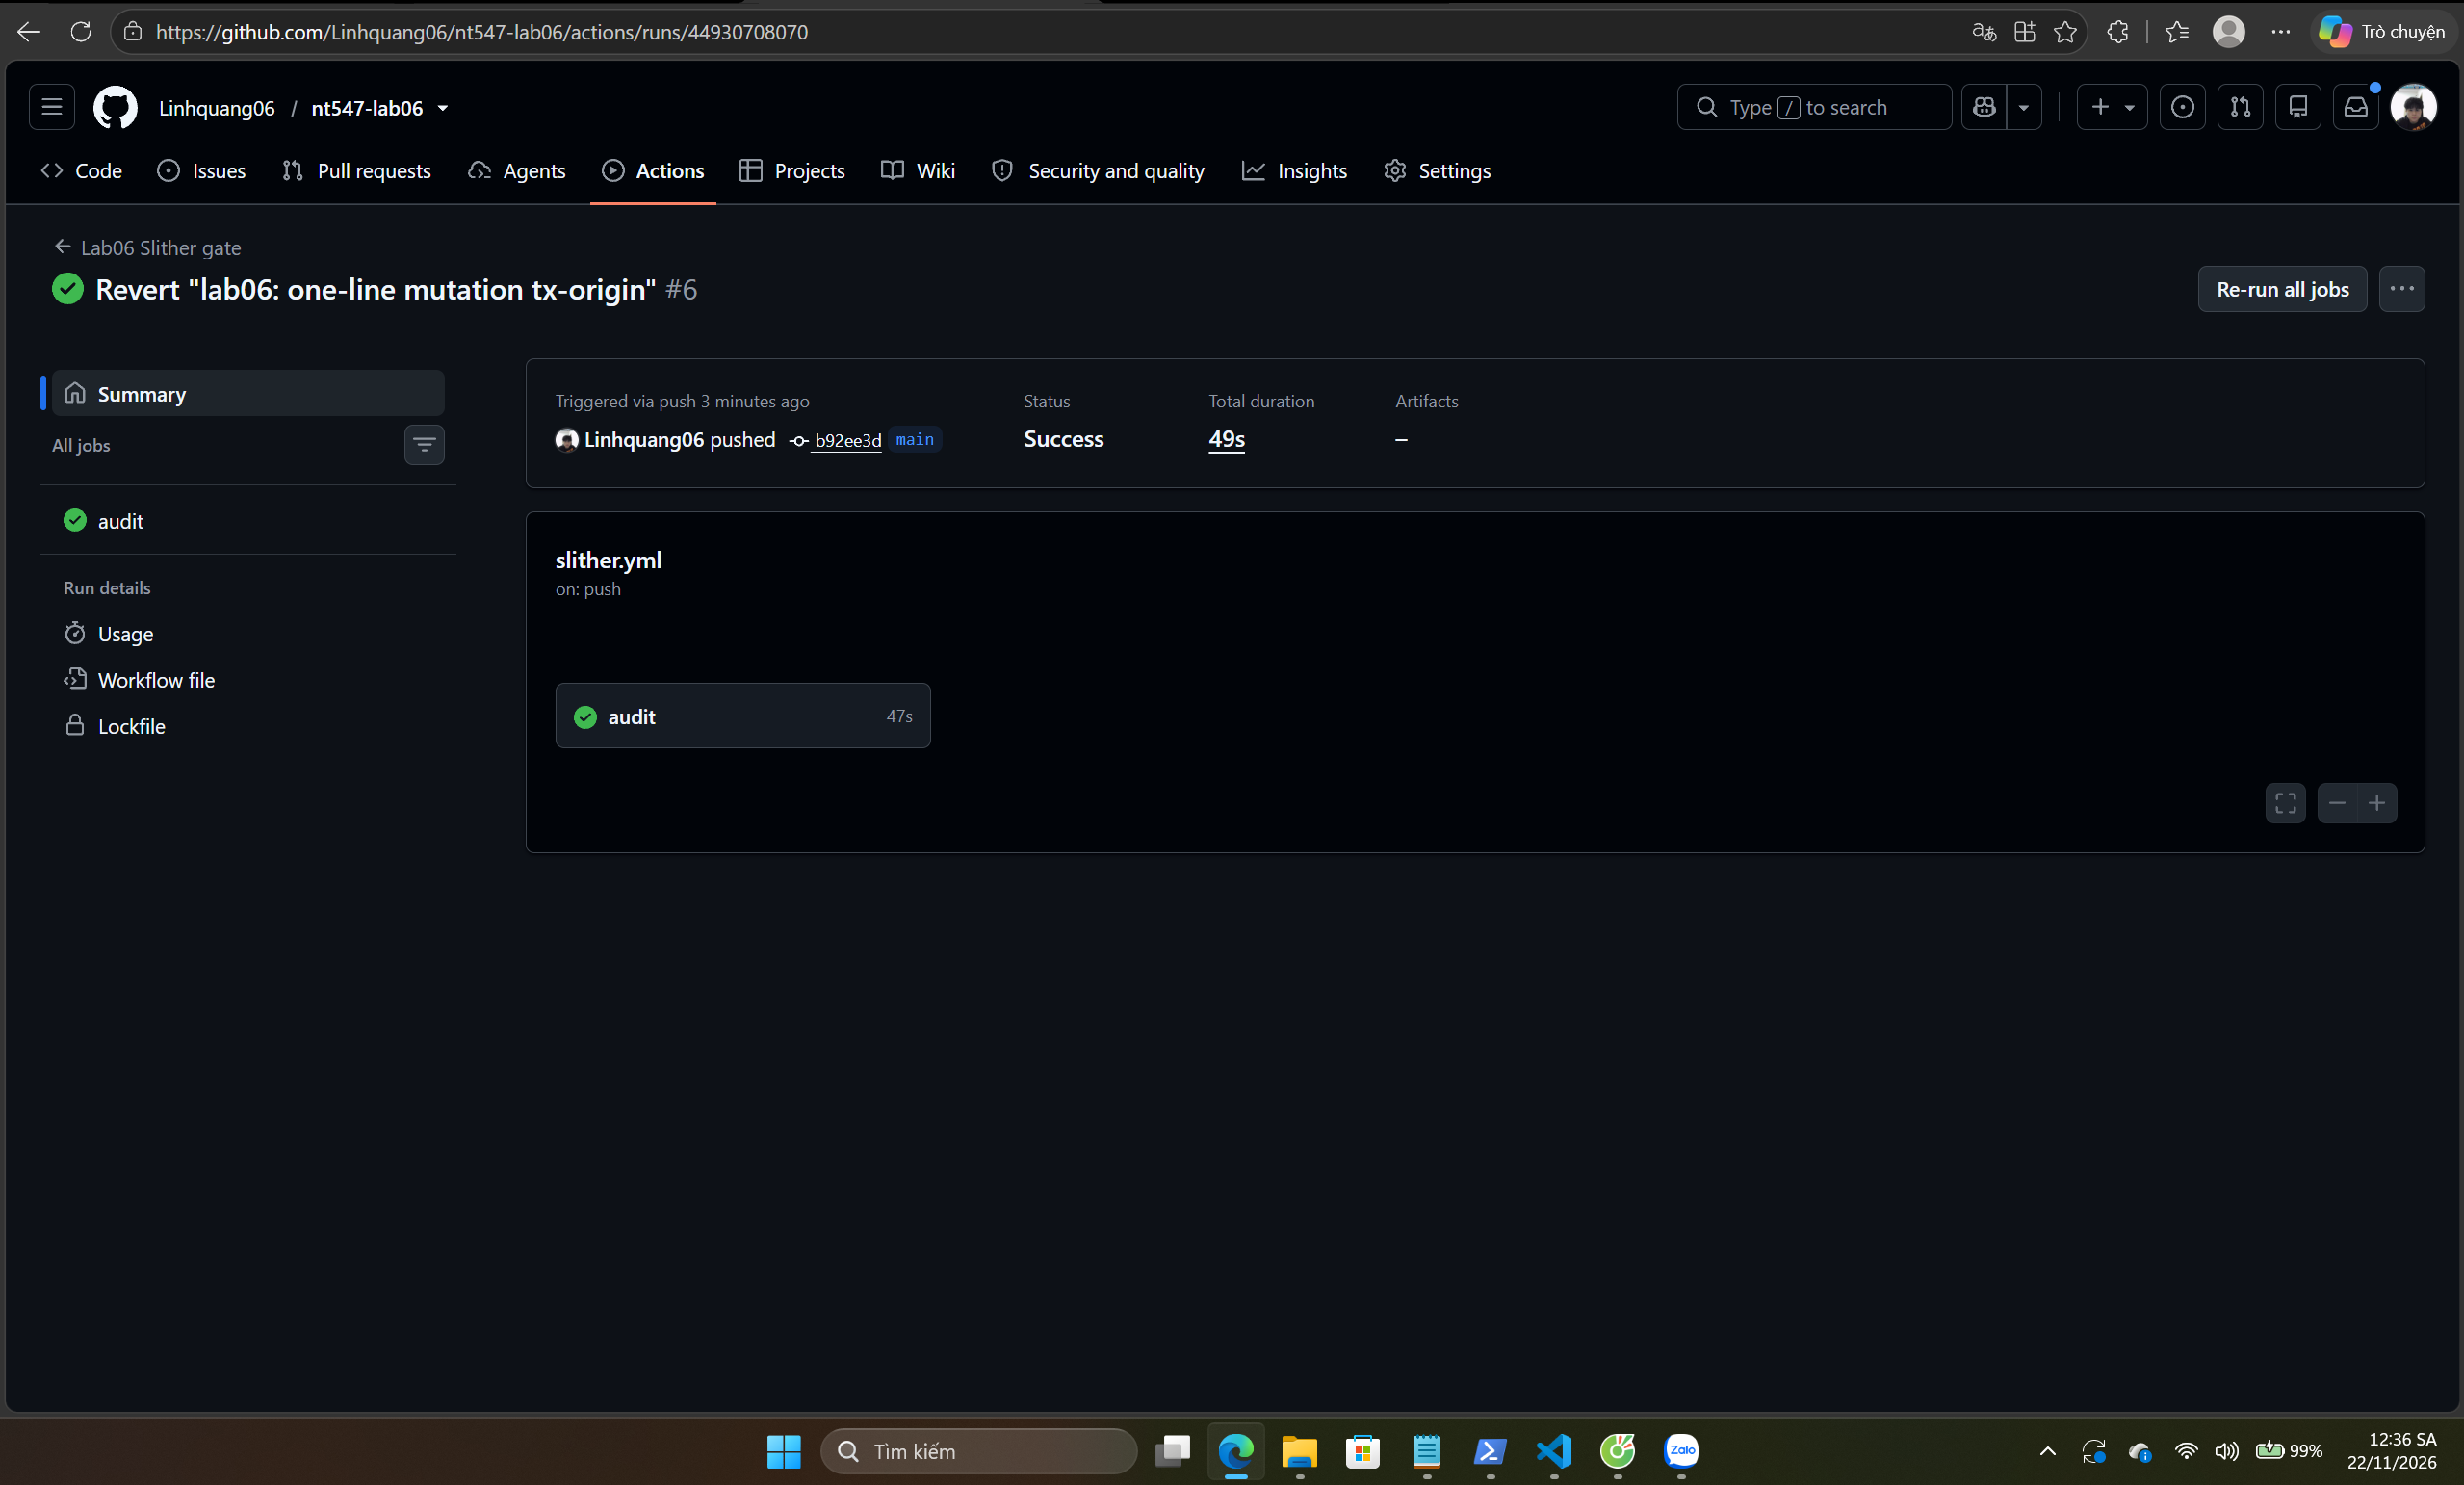 https://github.com/Linhquang06/nt547-lab06/actions/runs/44930708070
Trò chuyện
Linhquang06 / nt547-lab06
Type / to search
Code Issues Pull requests Agents Actions Projects Wiki Security and quality Insights Settings
Lab06 Slither gate
Revert "lab06: one-line mutation tx-origin" #6
Re-run all jobs
Summary
All jobs
audit
Run details
Usage
Workflow file
Lockfile
Triggered via push 3 minutes ago
Linhquang06 pushed b92ee3d main
Status
Success
Total duration
49s
Artifacts
–
slither.yml
on: push
audit 47s
Tìm kiếm
Zalo
99%
12:36 SA
22/11/2026